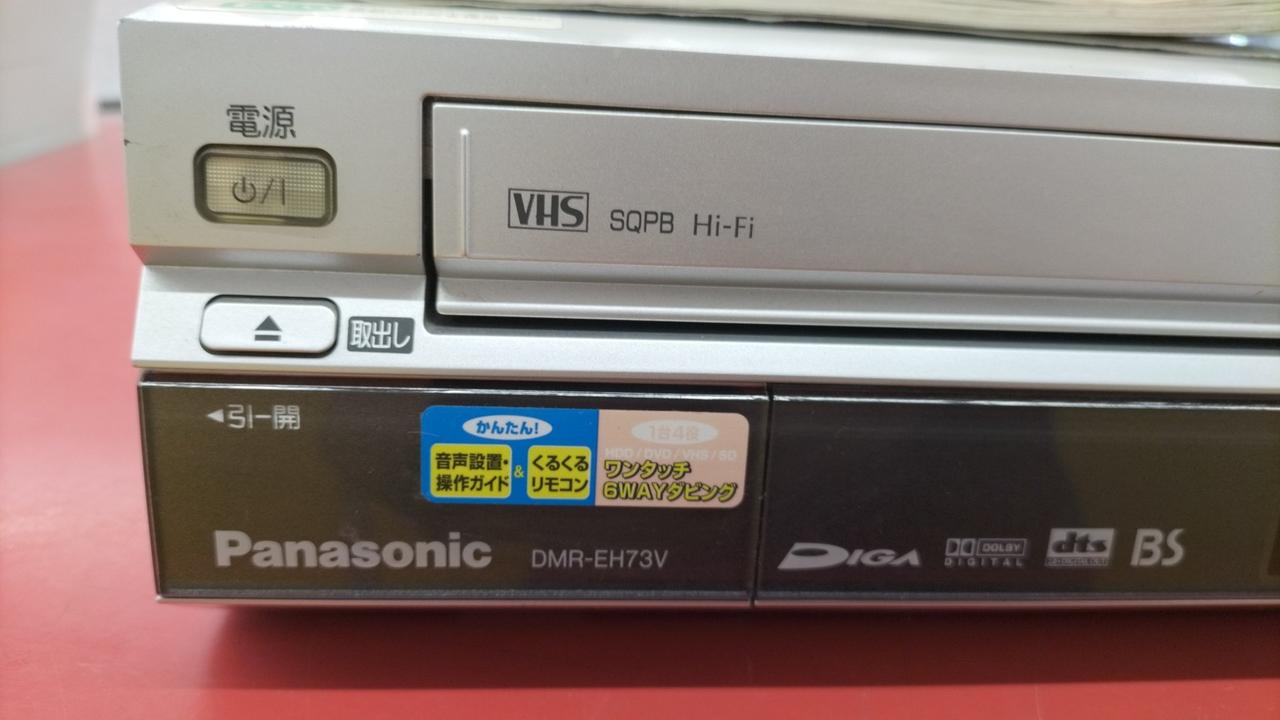 電源
VHS SQPB Hi-Fi
取出し
引ー開
かんたん!
音声設置・
操作ガイド
&
くるくる
リモコン
1台4役
HDD / DVD / VHS / SD
ワンタッチ
6WAYダビング
Panasonic DMR-EH73V
DIGA
DOLBY
DIGITAL
dts
BS